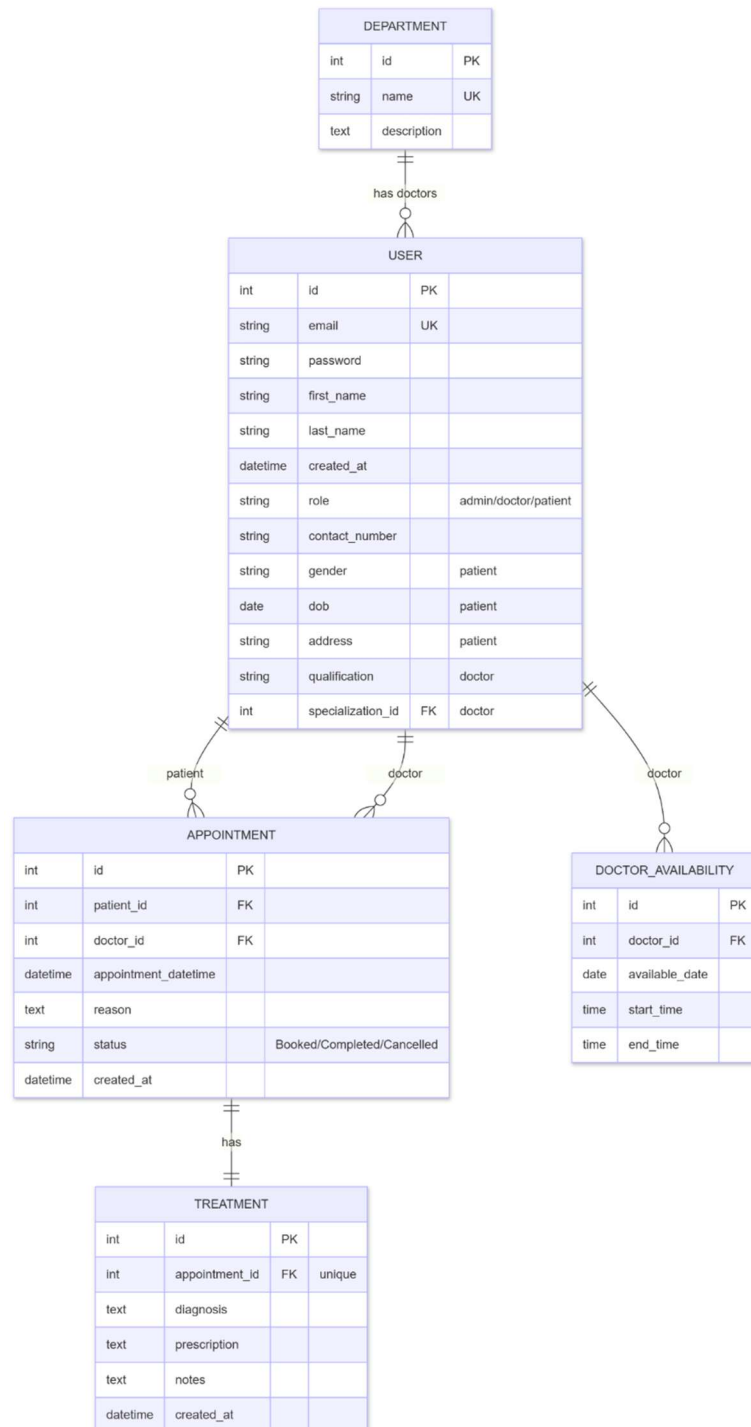 DEPARTMENT
int id PK
string name UK
text description
has doctors
USER
int id PK
string email UK
string password
string first_name
string last_name
datetime created_at
string role admin/doctor/patient
string contact_number
string gender patient
date dob patient
string address patient
string qualification doctor
int specialization_id FK doctor
patient
doctor
doctor
APPOINTMENT
int id PK
int patient_id FK
int doctor_id FK
datetime appointment_datetime
text reason
string status Booked/Completed/Cancelled
datetime created_at
DOCTOR_AVAILABILITY
int id PK
int doctor_id FK
date available_date
time start_time
time end_time
has
TREATMENT
int id PK
int appointment_id FK unique
text diagnosis
text prescription
text notes
datetime created_at